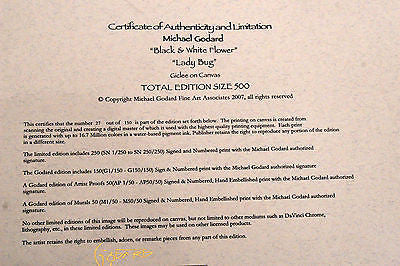 Certificate of Authenticity and Limitation
Michael Godard
"Black & White Flower"
"Lady Bug"
Giclee on Canvas
TOTAL EDITION SIZE 500
© Copyright Michael Godard Fine Art Associates 2007, all rights reserved
This certifies that the number 27 out of 150 is part of the edition set forth below. The printing on canvas is created from
scanning the original and creating a digital master of which it is matched with the highest quality printing equipment. Each print
is generated with up to 16.7 Million colors in a water-based pigment ink. Publisher retains the right to reproduce any portion of the edition
in a different size.
The limited edition includes 250 (SN 1/250 to SN 250/250) Signed and Numbered print with the Michael Godard authorized
signature.
The Godard edition includes 150(G1/150 - G150/150) Sign & Numbered, Hand Embellished print with the Michael Godard authorized
signature.
A Godard edition of Artist Proofs 50(AP 1/50 - AP50/50) Signed & Numbered, Hand Embellished print with the Michael Godard authorized
signature.
A Godard edition of Murals 50 (M1/50 - M50/50 Signed & Numbered, Hand Embellished print with the Michael Godard authorized
signature.
No other limited editions of this image will be reproduced on canvas, but not limited to other mediums such as DaVinci Chrome,
lithography, etc., in these limited editions. These images may be used on other licensed products.
The artist retains the right to embellish, adorn, or remarke pieces from any part of this edition.